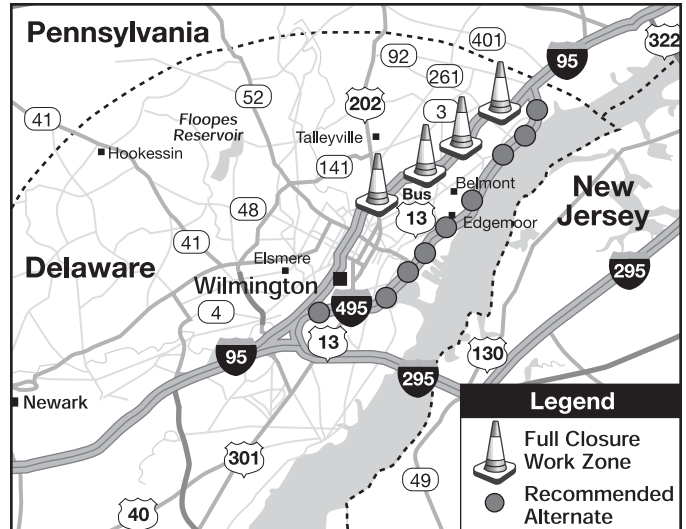 Pennsylvania
401
92
95
322
261
52
202
3
41
Floopes
Reservoir
Talleyville
Hookessin
141
Bus
13
Belmont
New
Jersey
48
Edgemoor
41
Elsmere
Delaware
Wilmington
295
495
4
13
130
95
295
Newark
Legend
Full Closure
Work Zone
301
49
Recommended
Alternate
40